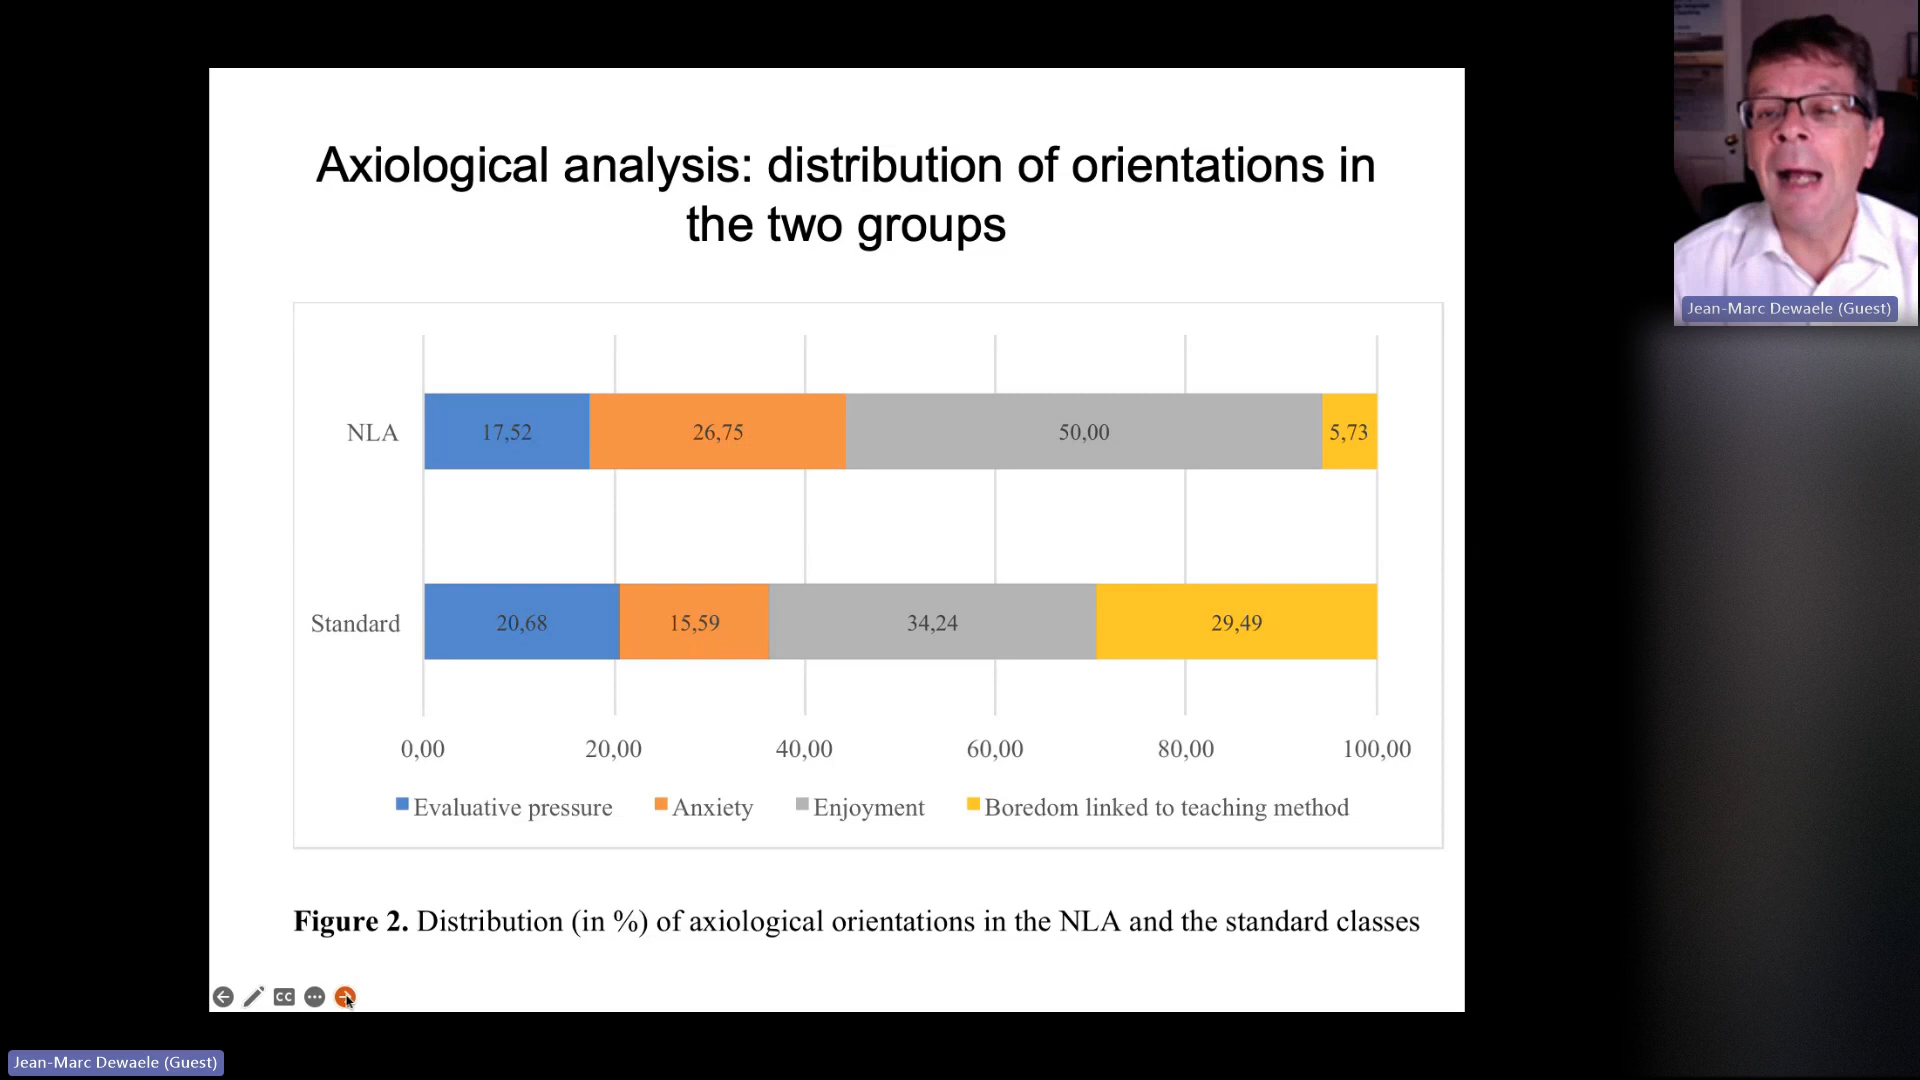 Axiological analysis: distribution of orientations in
the two groups
NLA
17,52
26,75
50,00
5,73
Standard
20,68
15,59
34,24
29,49
0,00
20,00
40,00
60,00
80,00
100,00
Evaluative pressure
Anxiety
Enjoyment
Boredom linked to teaching method
Figure 2. Distribution (in %) of axiological orientations in the NLA and the standard classes
CC
Jean-Marc Dewaele (Guest)
Jean-Marc Dewaele (Guest)